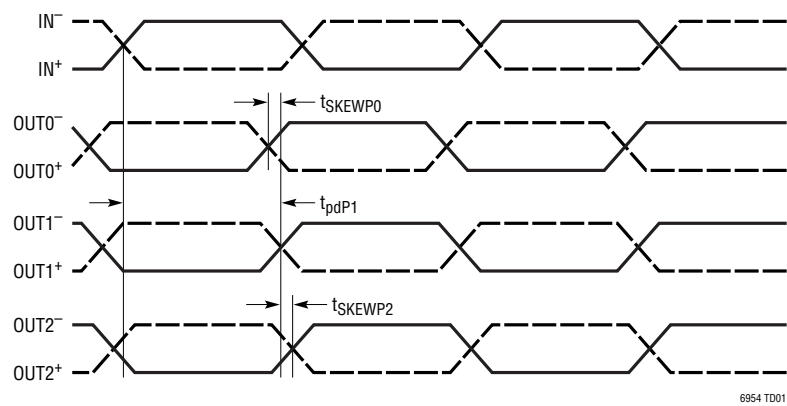 IN⁻
IN⁺
tSKEWP0
OUT0⁻
OUT0⁺
tpdP1
OUT1⁻
OUT1⁺
tSKEWP2
OUT2⁻
OUT2⁺
6954 TD01